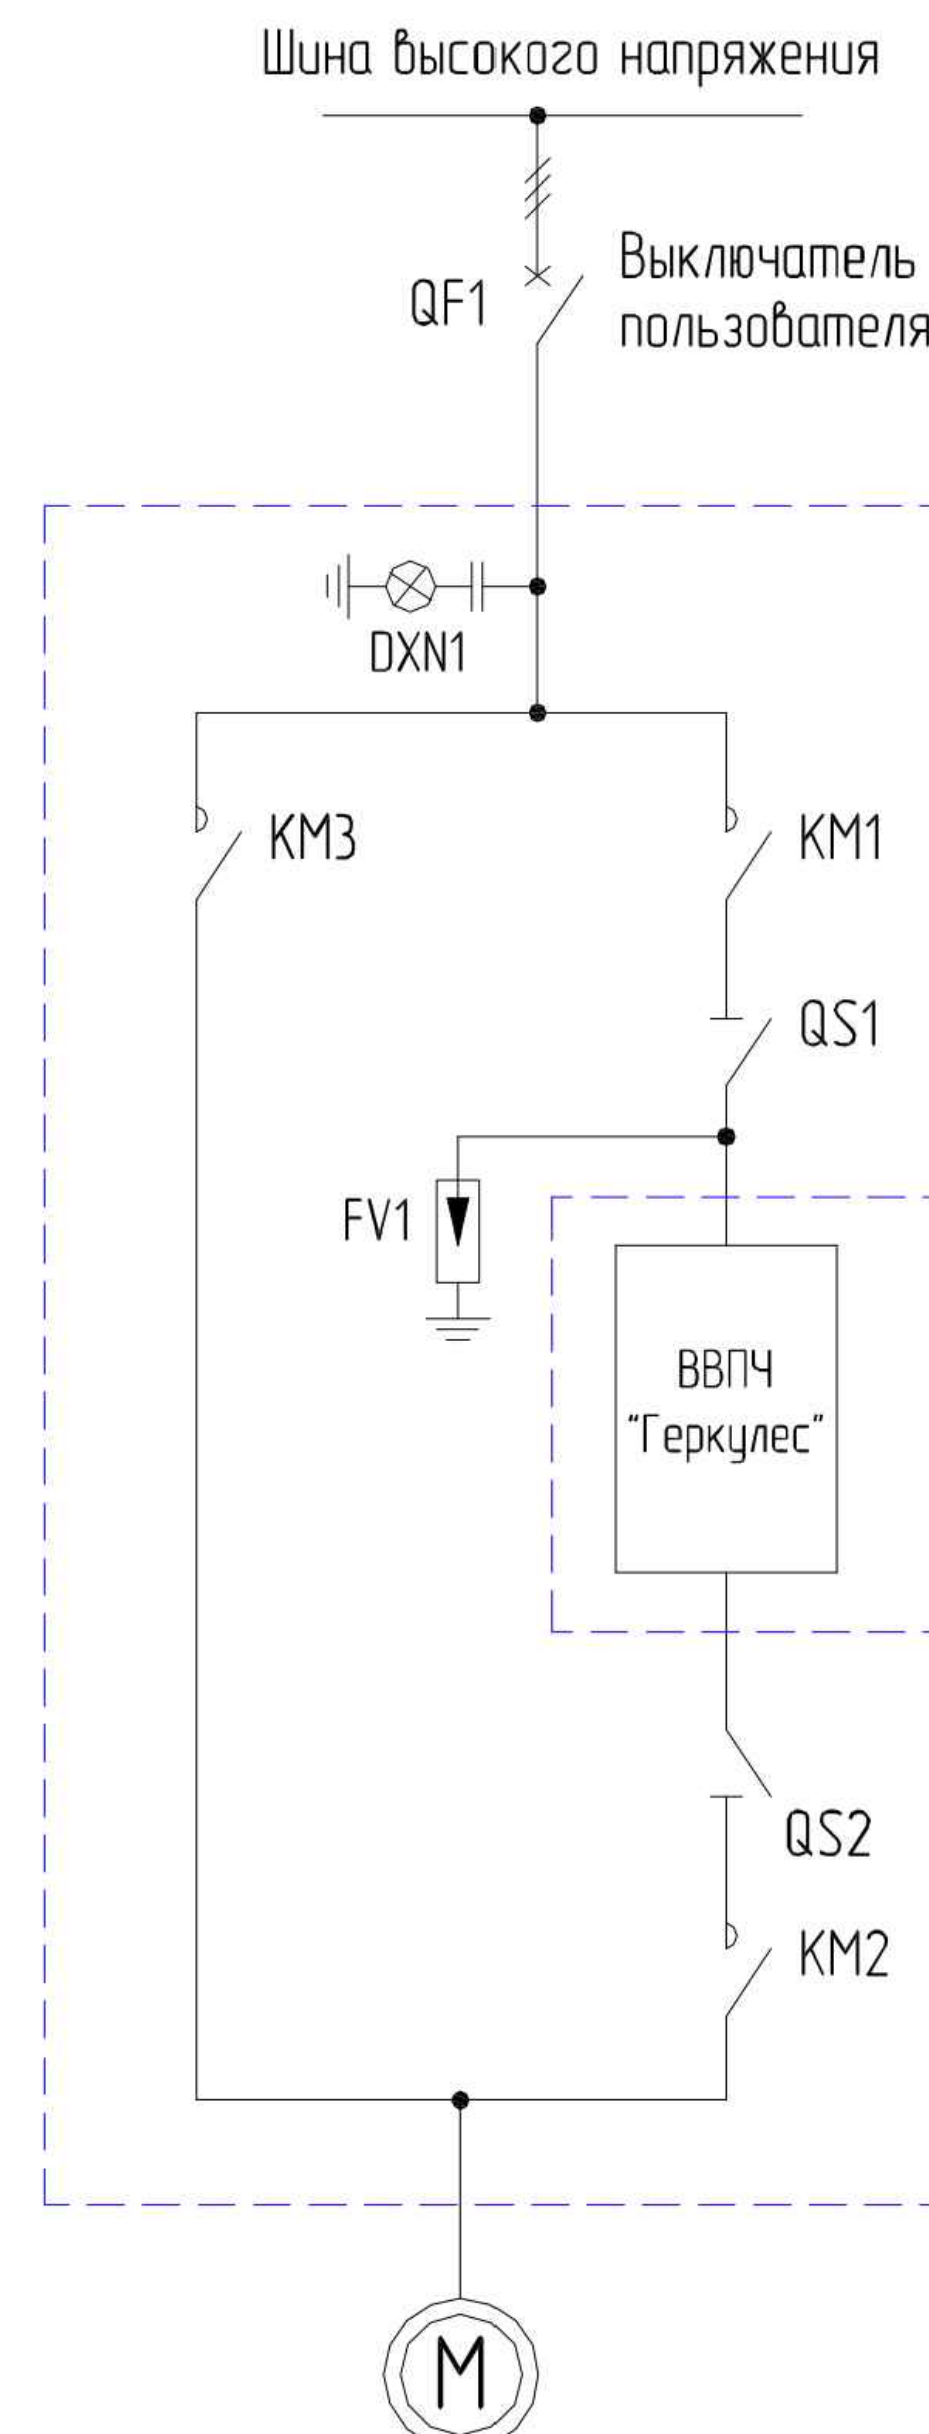 Шина высокого напряжения
QF1
Выключатель
пользователя
DXN1
KM3
KM1
QS1
FV1
ВВПЧ
“Геркулес”
QS2
KM2
M